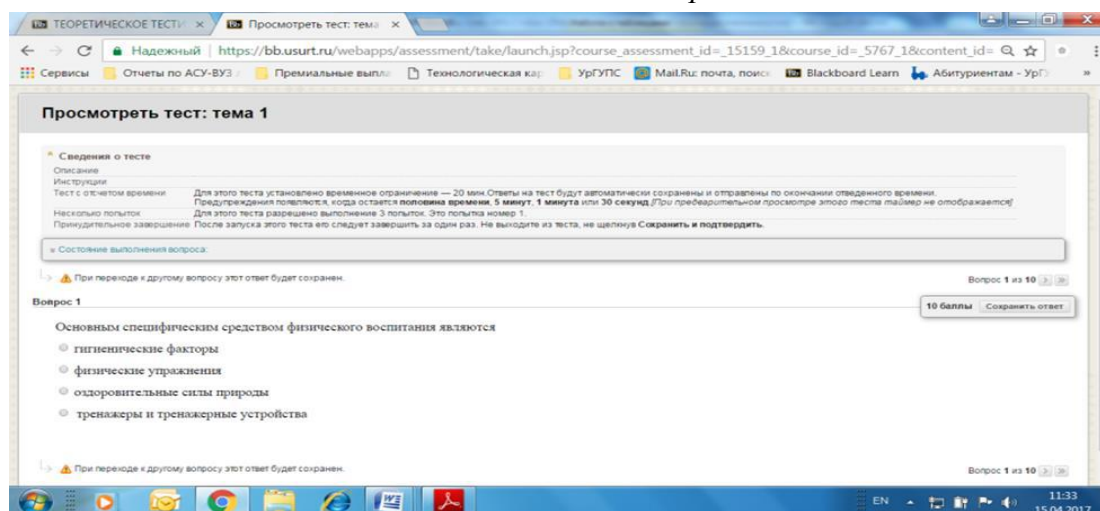 ТЕОРЕТИЧЕСКОЕ ТЕСТИ
Просмотреть тест: тема
Надежный
https://bb.usurt.ru/webapps/assessment/take/launch.jsp?course_assessment_id=_15159_1&course_id=_5767_1&content_id=
Сервисы
Отчеты по АСУ-ВУЗ
Премиальные выпла
Технологическая кар
УрГУПС
Mail.Ru: почта, поиск
Blackboard Learn
Абитуриентам - УрГ
Просмотреть тест: тема 1
Сведения о тесте
Описание
Инструкции
Тест с отсчетом времени Для этого теста установлено временное ограничение — 20 мин.Ответы на тест будут автоматически сохранены и отправлены по окончании отведенного времени.
Предупреждения появляются, когда остается половина времени, 5 минут, 1 минута или 30 секунд.[При предварительном просмотре этого теста таймер не отображается]
Несколько попыток Для этого теста разрешено выполнение 3 попыток. Это попытка номер 1.
Принудительное завершение После запуска этого теста его следует завершить за один раз. Не выходите из теста, не щелкнув Сохранить и подтвердить.
Состояние выполнения вопроса:
При переходе к другому вопросу этот ответ будет сохранен.
Вопрос 1 из 10
Вопрос 1
10 баллы Сохранить ответ
Основным специфическим средством физического воспитания являются
гигиенические факторы
физические упражнения
оздоровительные силы природы
тренажеры и тренажерные устройства
При переходе к другому вопросу этот ответ будет сохранен.
Вопрос 1 из 10
EN
11:33
15.04.2017